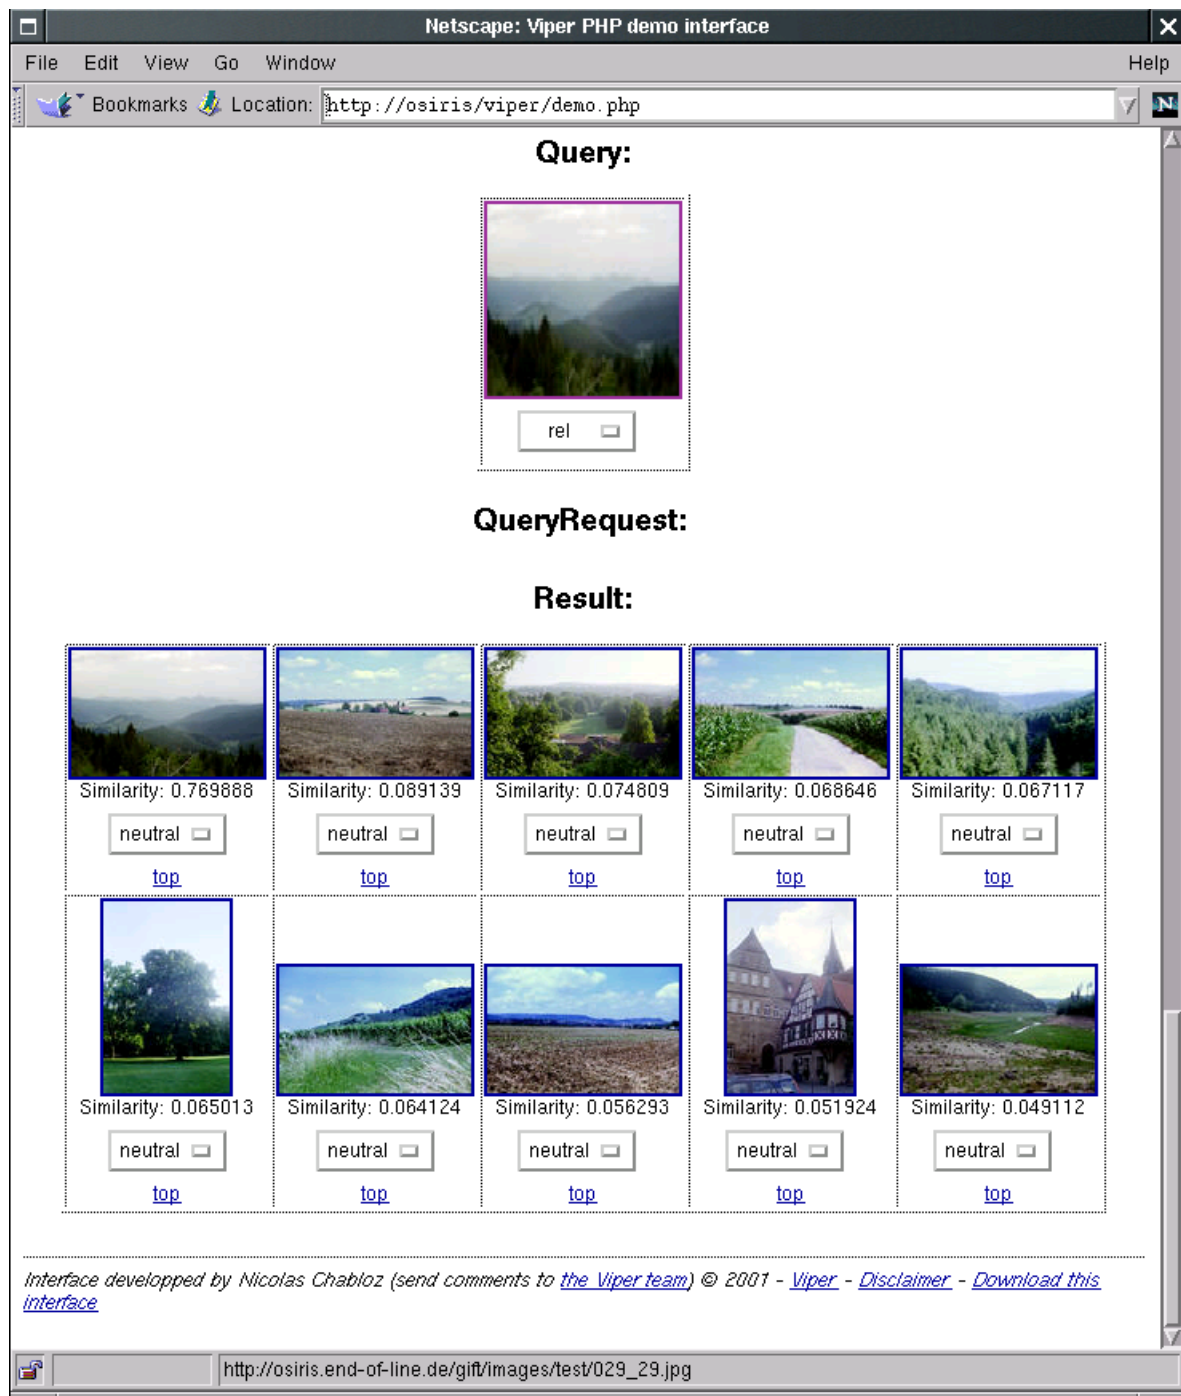 Netscape: Viper PHP demo interface
File Edit View Go Window Help
Bookmarks Location: http://osiris/viper/demo.php N
Query:
rel
QueryRequest:
Result:
Similarity: 0.769888 Similarity: 0.089139 Similarity: 0.074809 Similarity: 0.068646 Similarity: 0.067117
neutral neutral neutral neutral neutral
top top top top top
Similarity: 0.065013 Similarity: 0.064124 Similarity: 0.056293 Similarity: 0.051924 Similarity: 0.049112
neutral neutral neutral neutral neutral
top top top top top
Interface developped by Nicolas Chabloz (send comments to the Viper team) © 2001 - Viper - Disclaimer - Download this
interface
http://osiris.end-of-line.de/gift/images/test/029_29.jpg